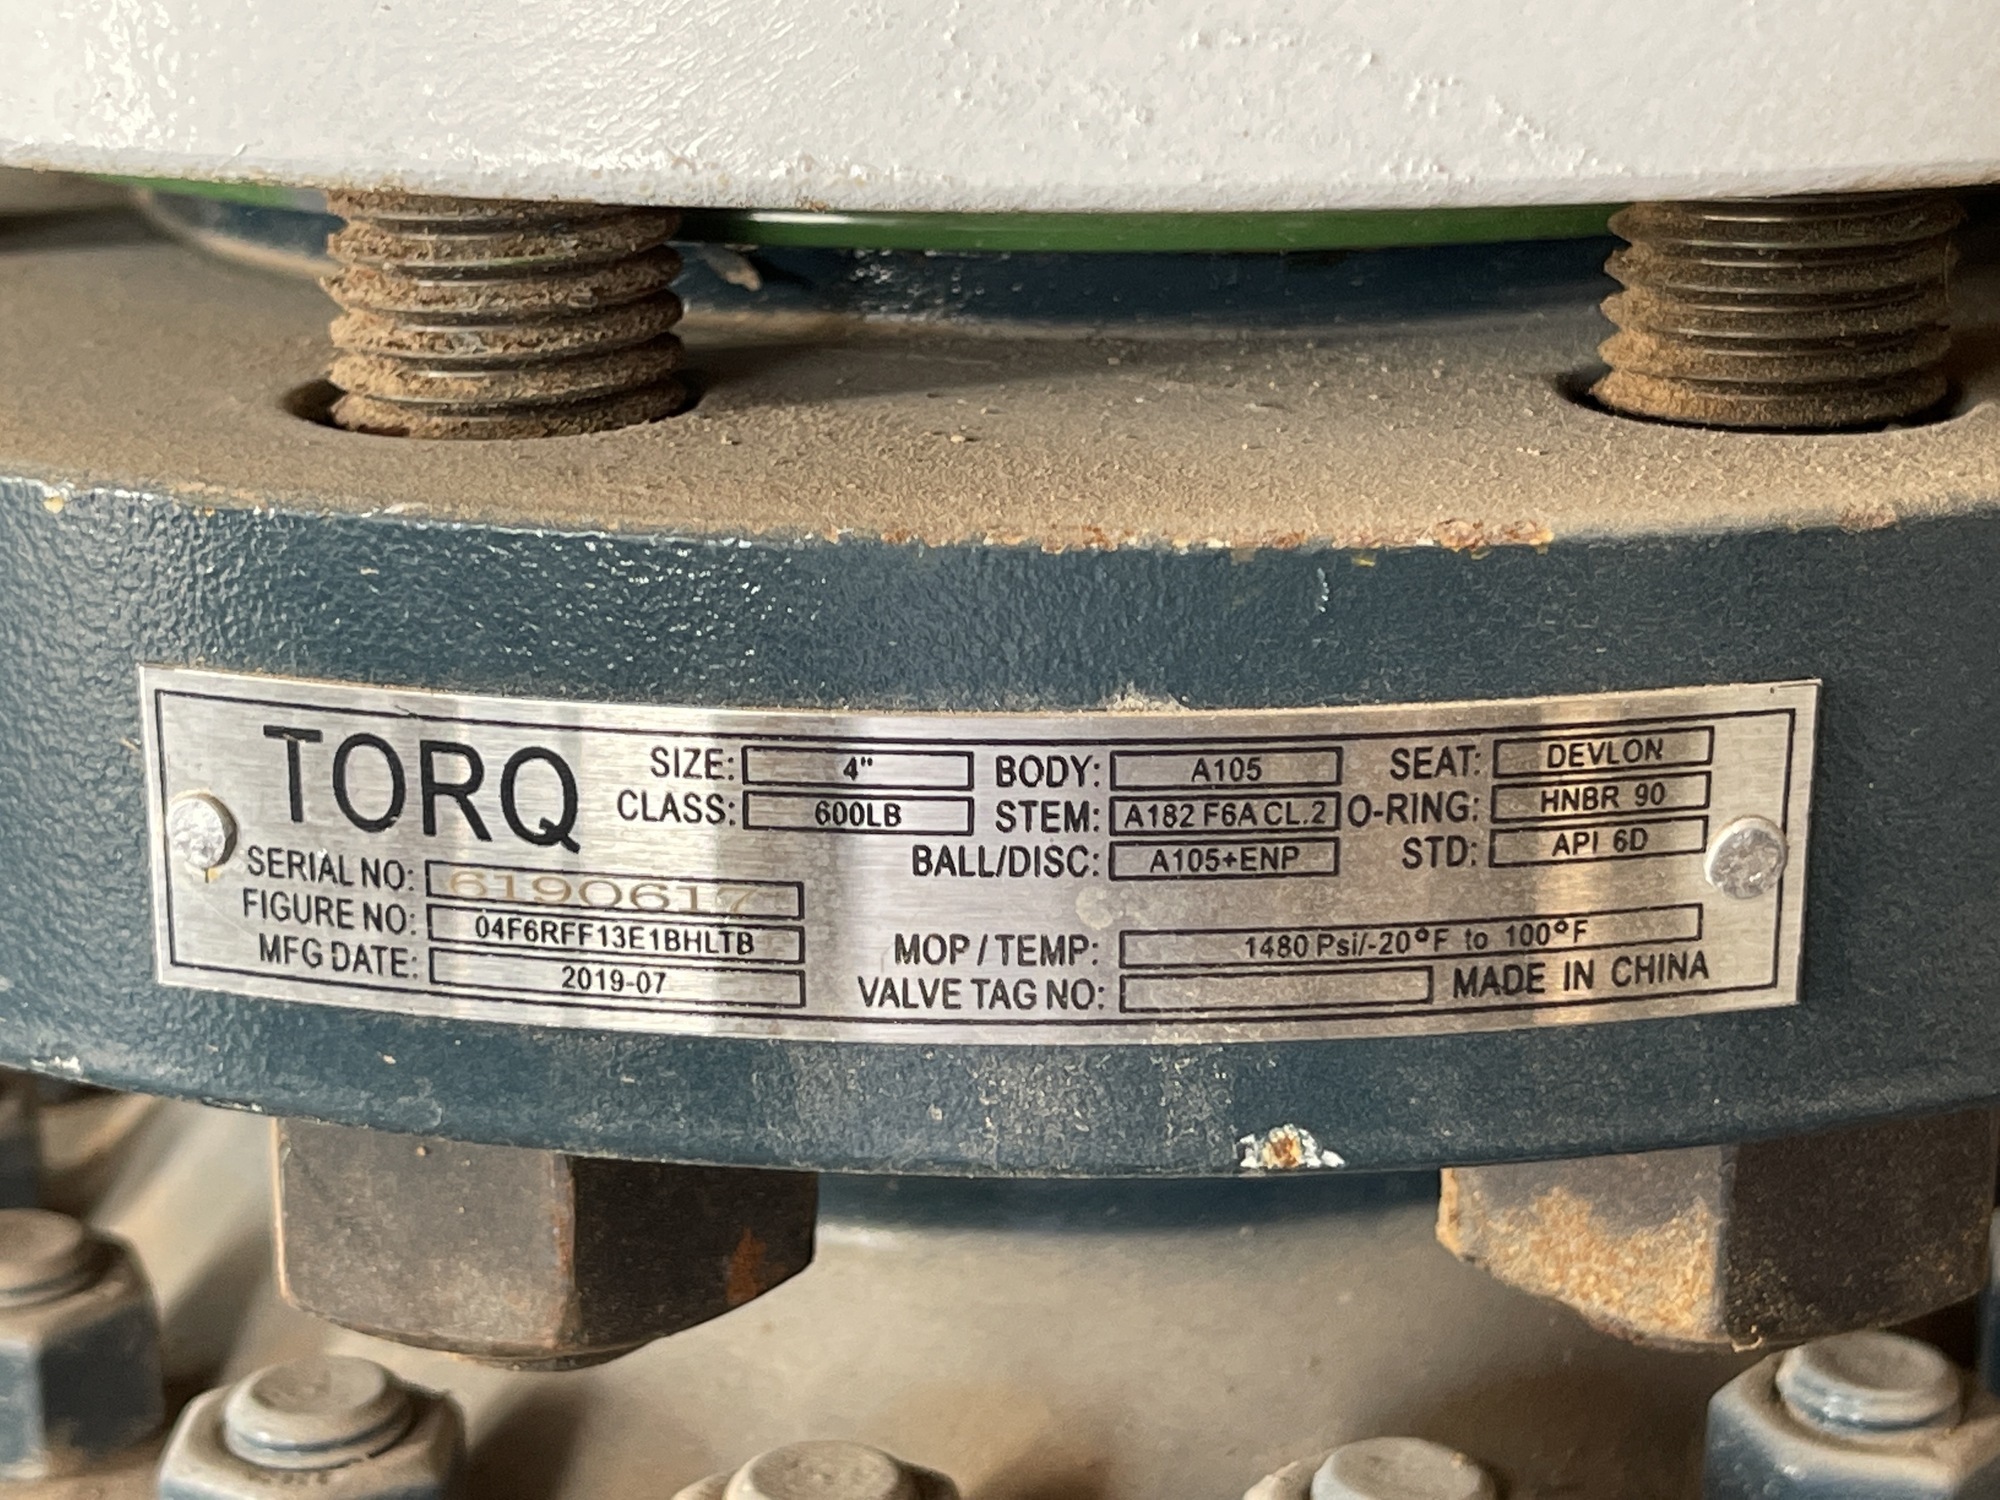 TORQ
SIZE: 4" BODY: A105 SEAT: DEVLON
CLASS: 600LB STEM: A182 F6A CL.2 O-RING: HNBR 90
BALL/DISC: A105+ENP STD: API 6D
SERIAL NO: 6190617
FIGURE NO: 04F6RFF13E1BHLTB
MOP / TEMP: 1480 Psi/-20°F to 100°F
MFG DATE: 2019-07
VALVE TAG NO: MADE IN CHINA